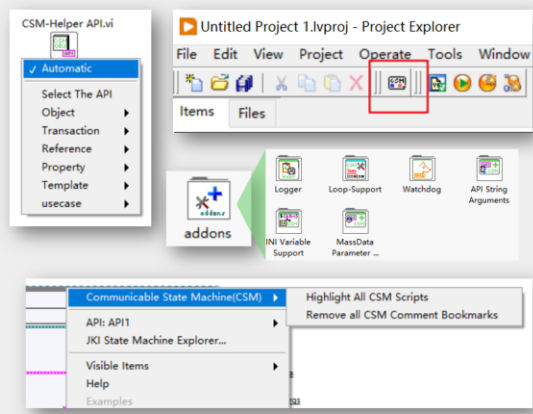 CSM-Helper API.vi
✓ Automatic
Select The API
Object
Transaction
Reference
Property
Template
usecase
Untitled Project 1.lvproj - Project Explorer
File Edit View Project Operate Tools Window
CSM
Items Files
addons
addons
Logger
Loop-Support
Watchdog
API String Arguments
INI Variable Support
MassData Parameter ...
Communicable State Machine(CSM)
Highlight All CSM Scripts
Remove all CSM Comment Bookmarks
API: API1
JKI State Machine Explorer...
Visible Items
Help
Examples